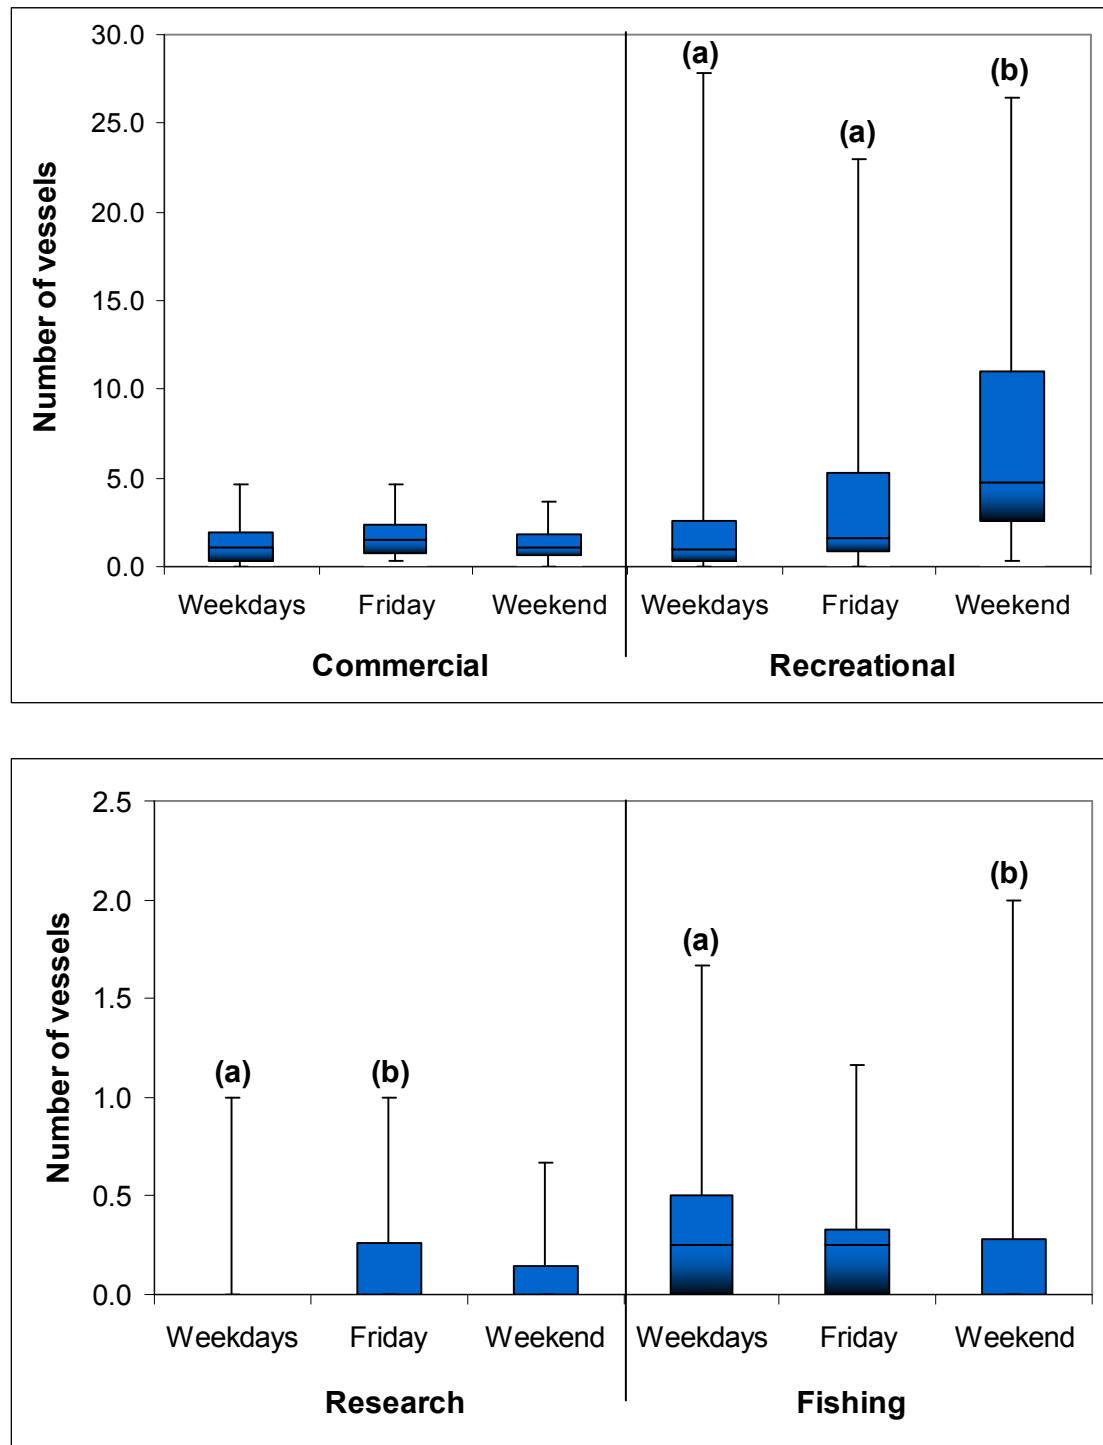 30.0
25.0
20.0
15.0
10.0
5.0
0.0
Number of vessels
(a)
(a)
(b)
Weekdays Friday Weekend Weekdays Friday Weekend
Commercial Recreational
2.5
2.0
1.5
1.0
0.5
0.0
Number of vessels
(a)
(b)
(a)
(b)
Weekdays Friday Weekend Weekdays Friday Weekend
Research Fishing